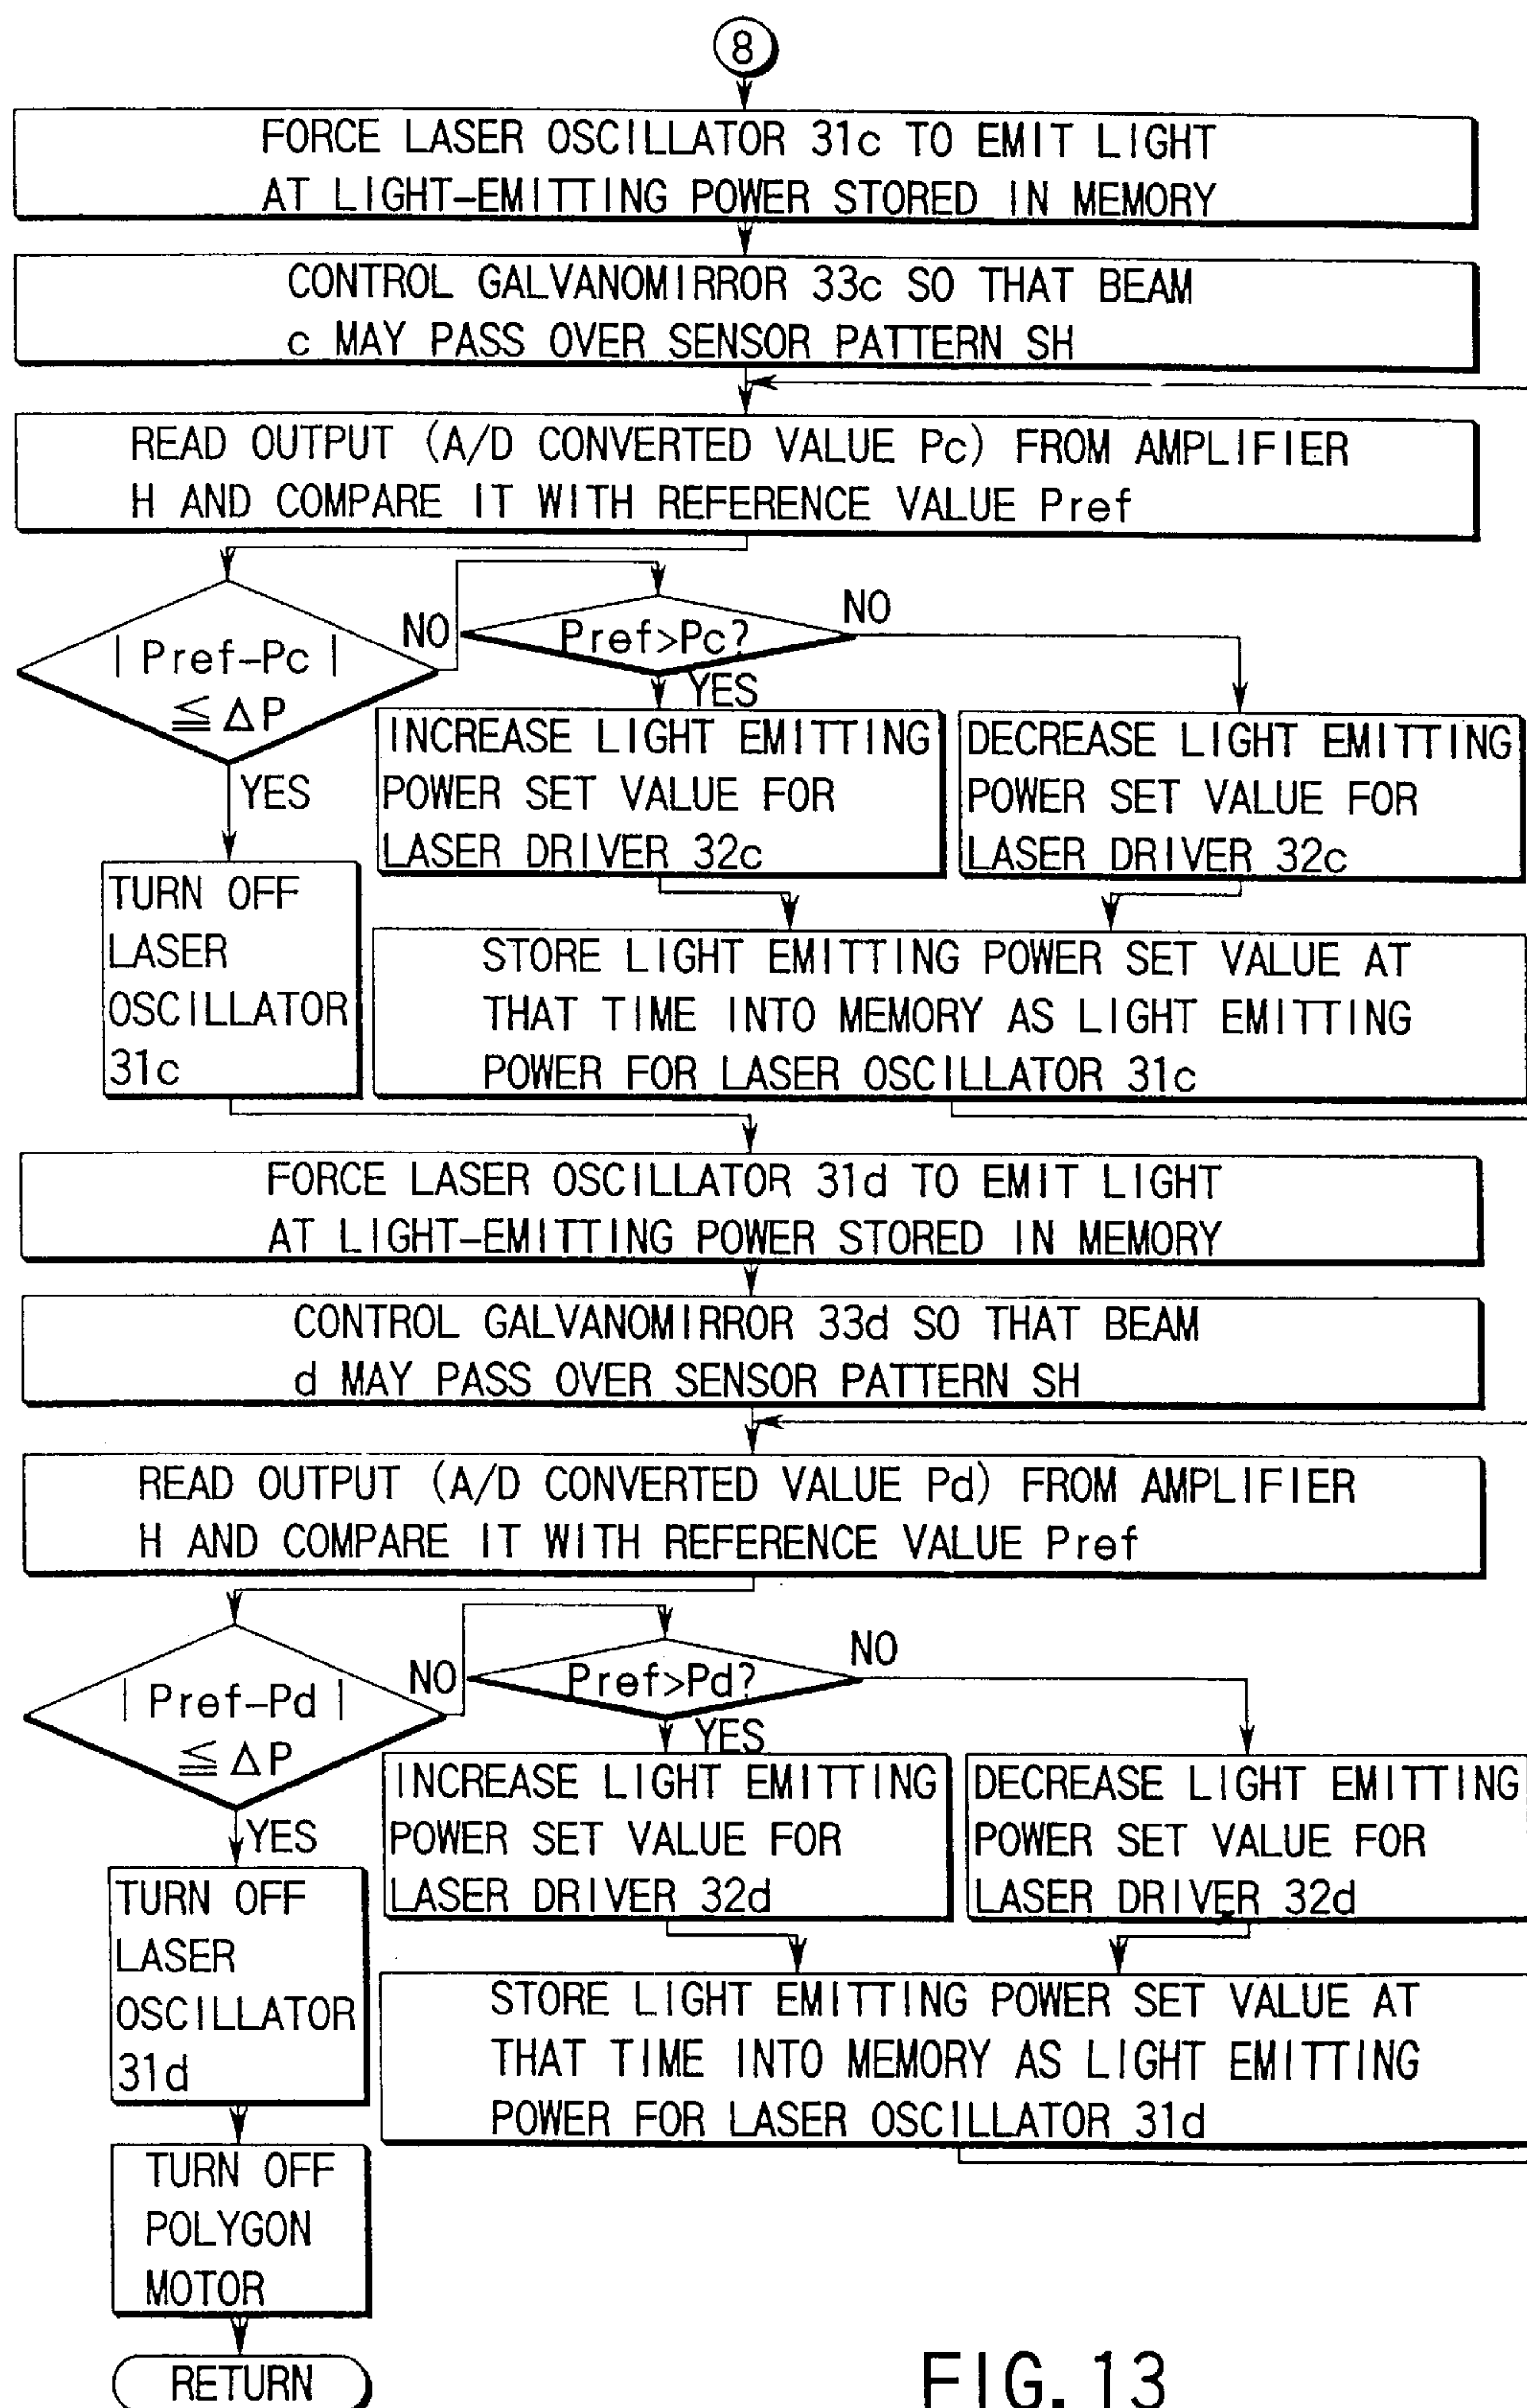 8
FORCE LASER OSCILLATOR 31c TO EMIT LIGHT
AT LIGHT-EMITTING POWER STORED IN MEMORY
CONTROL GALVANOMIRROR 33c SO THAT BEAM
c MAY PASS OVER SENSOR PATTERN SH
READ OUTPUT (A/D CONVERTED VALUE Pc) FROM AMPLIFIER
H AND COMPARE IT WITH REFERENCE VALUE Pref
| Pref-Pc |
≦ ΔP
NO
Pref>Pc?
NO
YES
YES
INCREASE LIGHT EMITTING
POWER SET VALUE FOR
LASER DRIVER 32c
DECREASE LIGHT EMITTING
POWER SET VALUE FOR
LASER DRIVER 32c
TURN OFF
LASER
OSCILLATOR
31c
STORE LIGHT EMITTING POWER SET VALUE AT
THAT TIME INTO MEMORY AS LIGHT EMITTING
POWER FOR LASER OSCILLATOR 31c
FORCE LASER OSCILLATOR 31d TO EMIT LIGHT
AT LIGHT-EMITTING POWER STORED IN MEMORY
CONTROL GALVANOMIRROR 33d SO THAT BEAM
d MAY PASS OVER SENSOR PATTERN SH
READ OUTPUT (A/D CONVERTED VALUE Pd) FROM AMPLIFIER
H AND COMPARE IT WITH REFERENCE VALUE Pref
| Pref-Pd |
≦ ΔP
NO
Pref>Pd?
NO
YES
YES
INCREASE LIGHT EMITTING
POWER SET VALUE FOR
LASER DRIVER 32d
DECREASE LIGHT EMITTING
POWER SET VALUE FOR
LASER DRIVER 32d
TURN OFF
LASER
OSCILLATOR
31d
STORE LIGHT EMITTING POWER SET VALUE AT
THAT TIME INTO MEMORY AS LIGHT EMITTING
POWER FOR LASER OSCILLATOR 31d
TURN OFF
POLYGON
MOTOR
RETURN
FIG. 13